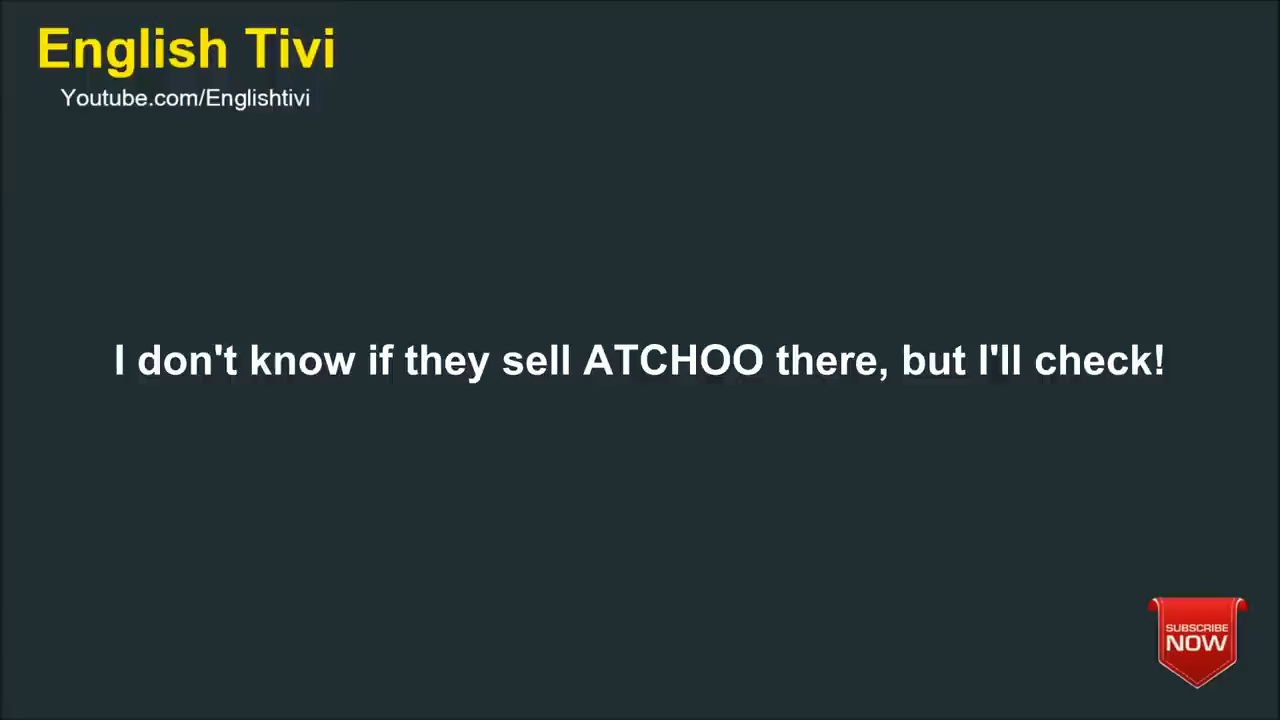 English Tivi
Youtube.com/Englishtivi
I don't know if they sell ATCHOO there, but I'll check!
SUBSCRIBE
NOW